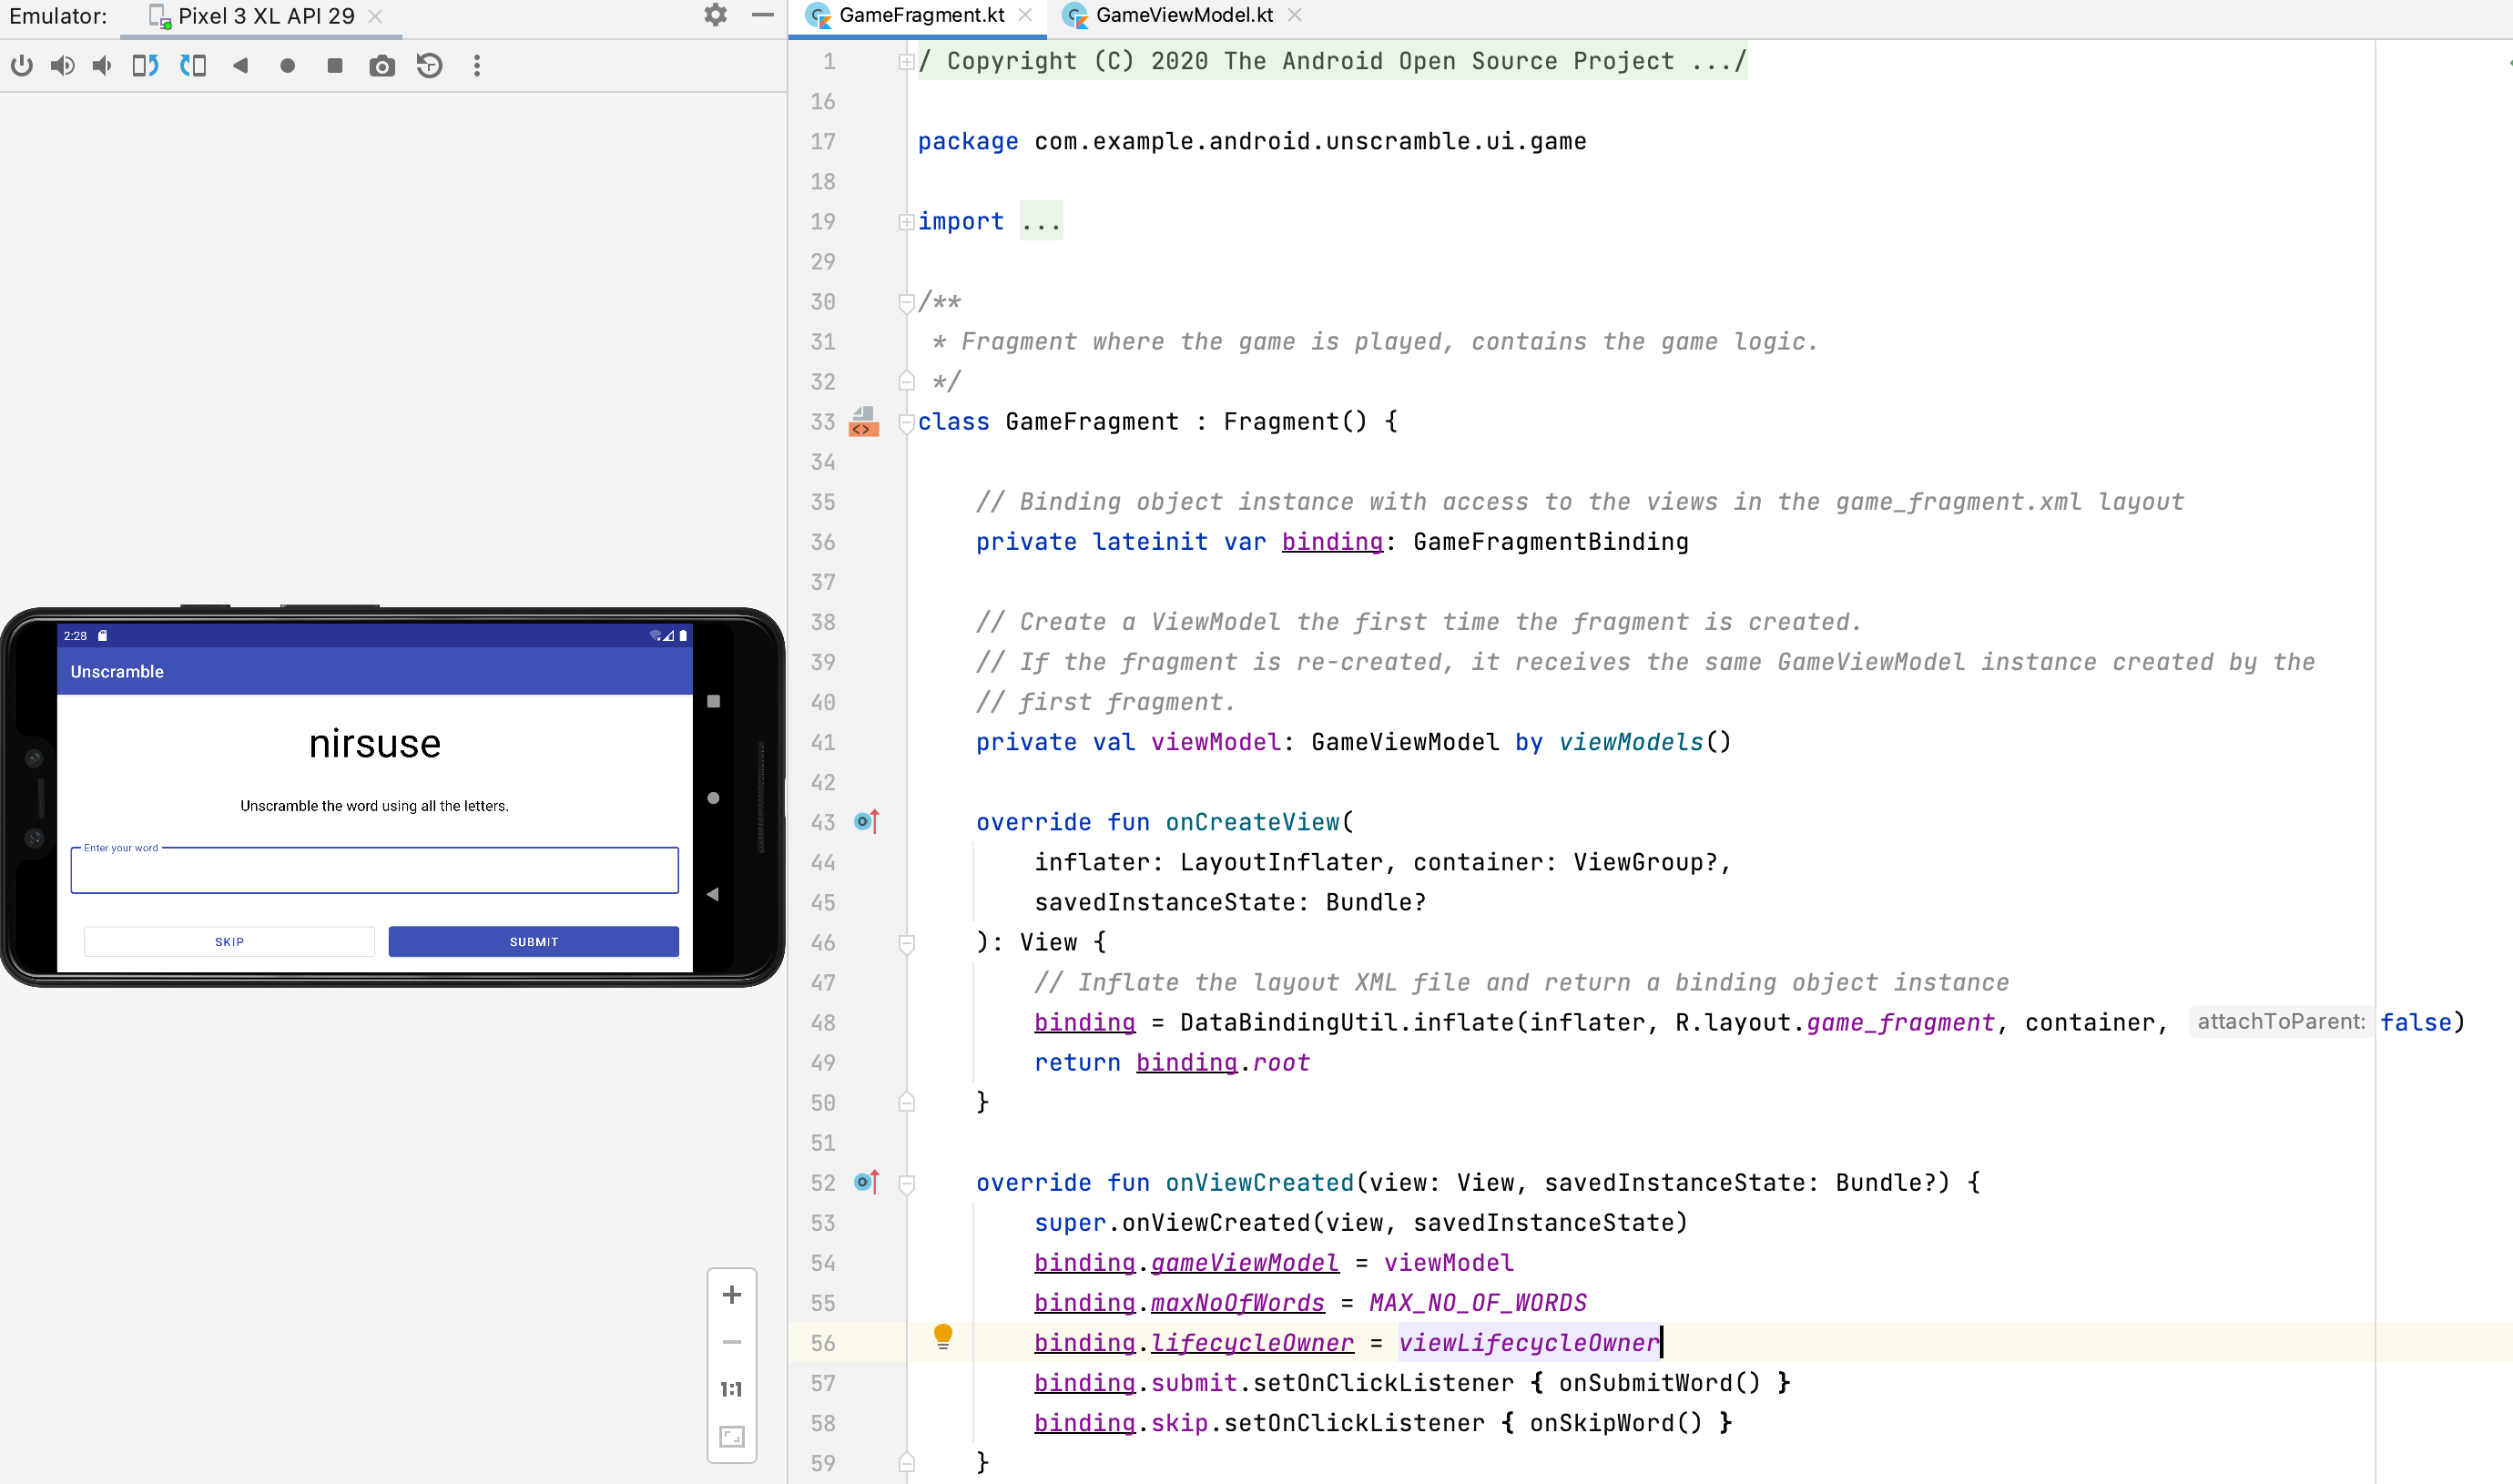 Emulator: Pixel 3 XL API 29
2:28
Unscramble
nirsuse
Unscramble the word using all the letters.
Enter your word
SKIP SUBMIT
1:1
GameFragment.kt GameViewModel.kt
1 / Copyright (C) 2020 The Android Open Source Project .../
16
17 package com.example.android.unscramble.ui.game
18
19 import ...
29
30 /**
31 * Fragment where the game is played, contains the game logic.
32 */
33 class GameFragment : Fragment() {
34
35 // Binding object instance with access to the views in the game_fragment.xml layout
36 private lateinit var binding: GameFragmentBinding
37
38 // Create a ViewModel the first time the fragment is created.
39 // If the fragment is re-created, it receives the same GameViewModel instance created by the
40 // first fragment.
41 private val viewModel: GameViewModel by viewModels()
42
43 override fun onCreateView(
44 inflater: LayoutInflater, container: ViewGroup?,
45 savedInstanceState: Bundle?
46 ): View {
47 // Inflate the layout XML file and return a binding object instance
48 binding = DataBindingUtil.inflate(inflater, R.layout.game_fragment, container, attachToParent: false)
49 return binding.root
50 }
51
52 override fun onViewCreated(view: View, savedInstanceState: Bundle?) {
53 super.onViewCreated(view, savedInstanceState)
54 binding.gameViewModel = viewModel
55 binding.maxNoOfWords = MAX_NO_OF_WORDS
56 binding.lifecycleOwner = viewLifecycleOwner
57 binding.submit.setOnClickListener { onSubmitWord() }
58 binding.skip.setOnClickListener { onSkipWord() }
59 }